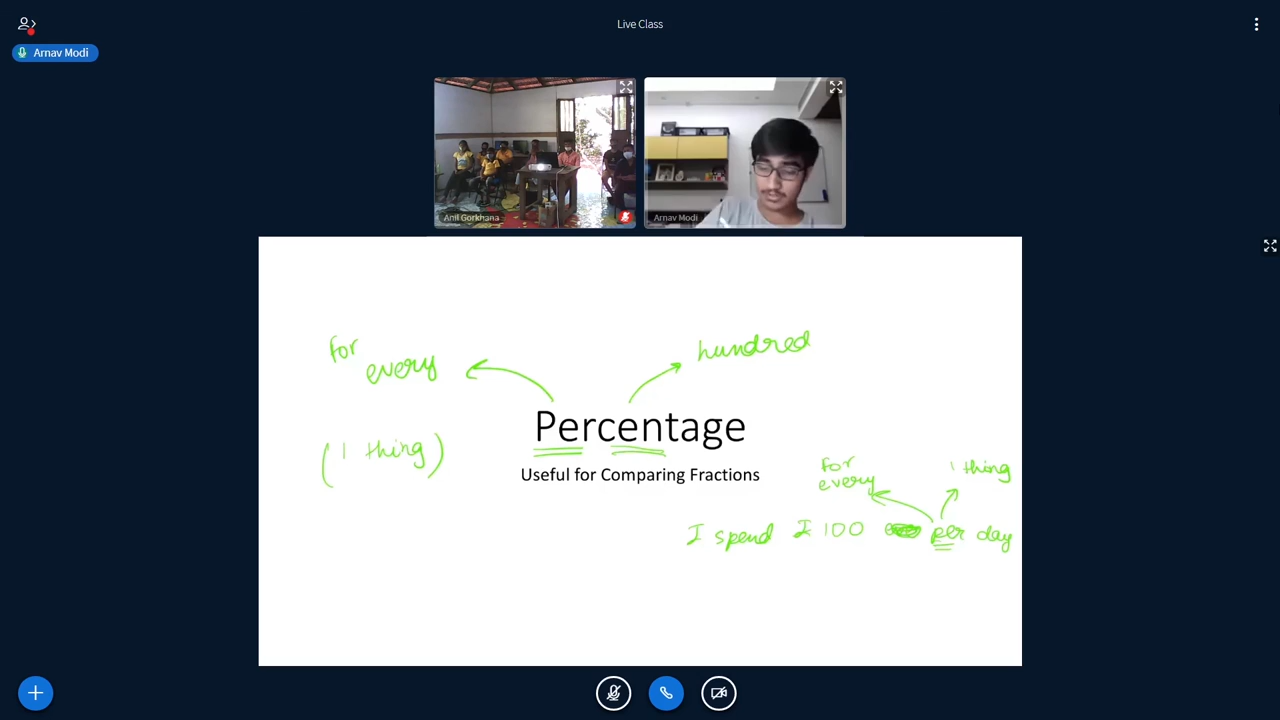 Live Class
Arnav Modi
Anil Gorkhana
Arnav Modi
for
every
hundred
Percentage
(1 thing)
Useful for Comparing Fractions
for
every
1 thing
I spend ₹ 100 per day